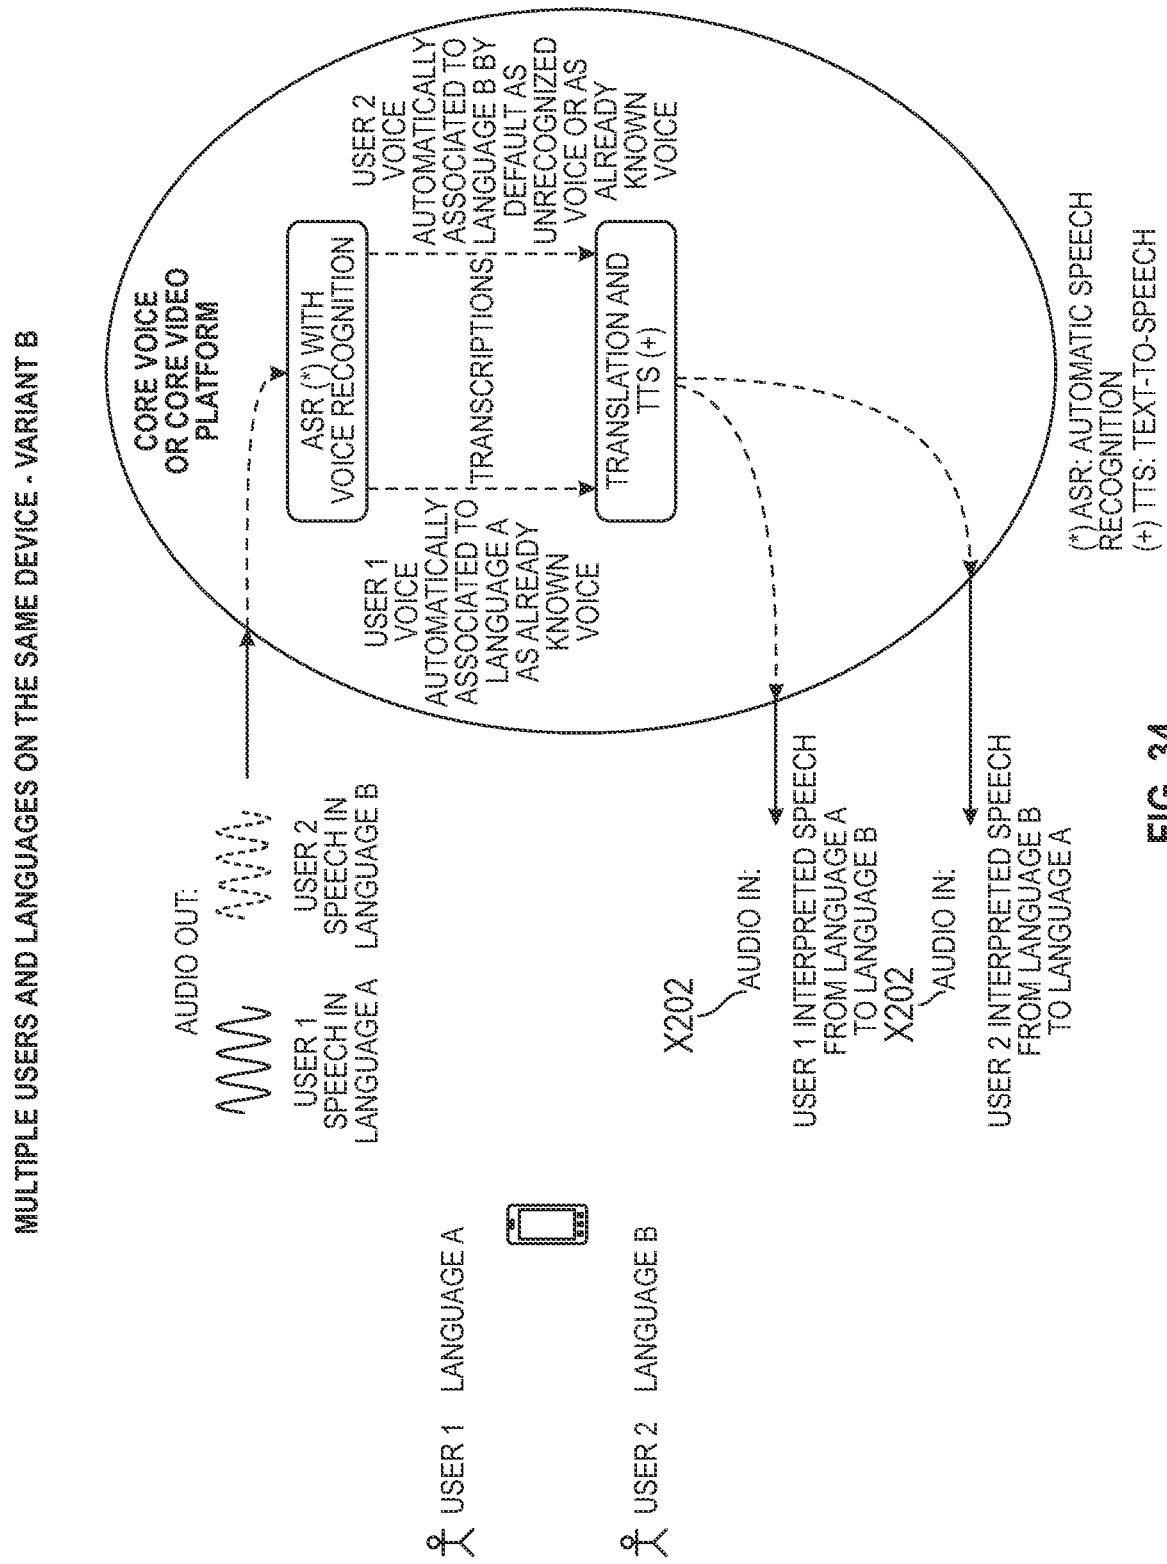 MULTIPLE USERS AND LANGUAGES ON THE SAME DEVICE - VARIANT B
USER 1
LANGUAGE A
USER 2
LANGUAGE B
AUDIO OUT:
USER 1
SPEECH IN
LANGUAGE A
USER 2
SPEECH IN
LANGUAGE B
CORE VOICE
OR CORE VIDEO
PLATFORM
ASR (*) WITH
VOICE RECOGNITION
USER 1
VOICE
AUTOMATICALLY
ASSOCIATED TO
LANGUAGE A
AS ALREADY
KNOWN
VOICE
TRANSCRIPTIONS
USER 2
VOICE
AUTOMATICALLY
ASSOCIATED TO
LANGUAGE B BY
DEFAULT AS
UNRECOGNIZED
VOICE OR AS
ALREADY
KNOWN
VOICE
TRANSLATION AND
TTS (+)
X202
AUDIO IN:
USER 1 INTERPRETED SPEECH
FROM LANGUAGE A
TO LANGUAGE B
X202
AUDIO IN:
USER 2 INTERPRETED SPEECH
FROM LANGUAGE B
TO LANGUAGE A
(*) ASR: AUTOMATIC SPEECH
RECOGNITION
(+) TTS: TEXT-TO-SPEECH
FIG. 34